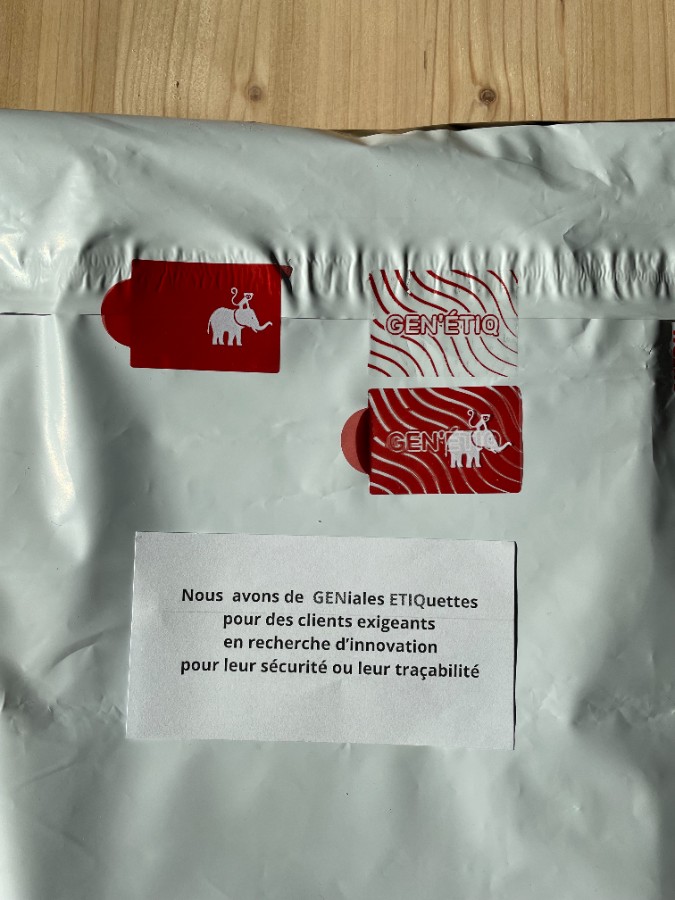 GEN'ÉTIQ
GEN'ÉTIQ
Nous avons de GENiales ETIQuettes
pour des clients exigeants
en recherche d'innovation
pour leur sécurité ou leur traçabilité